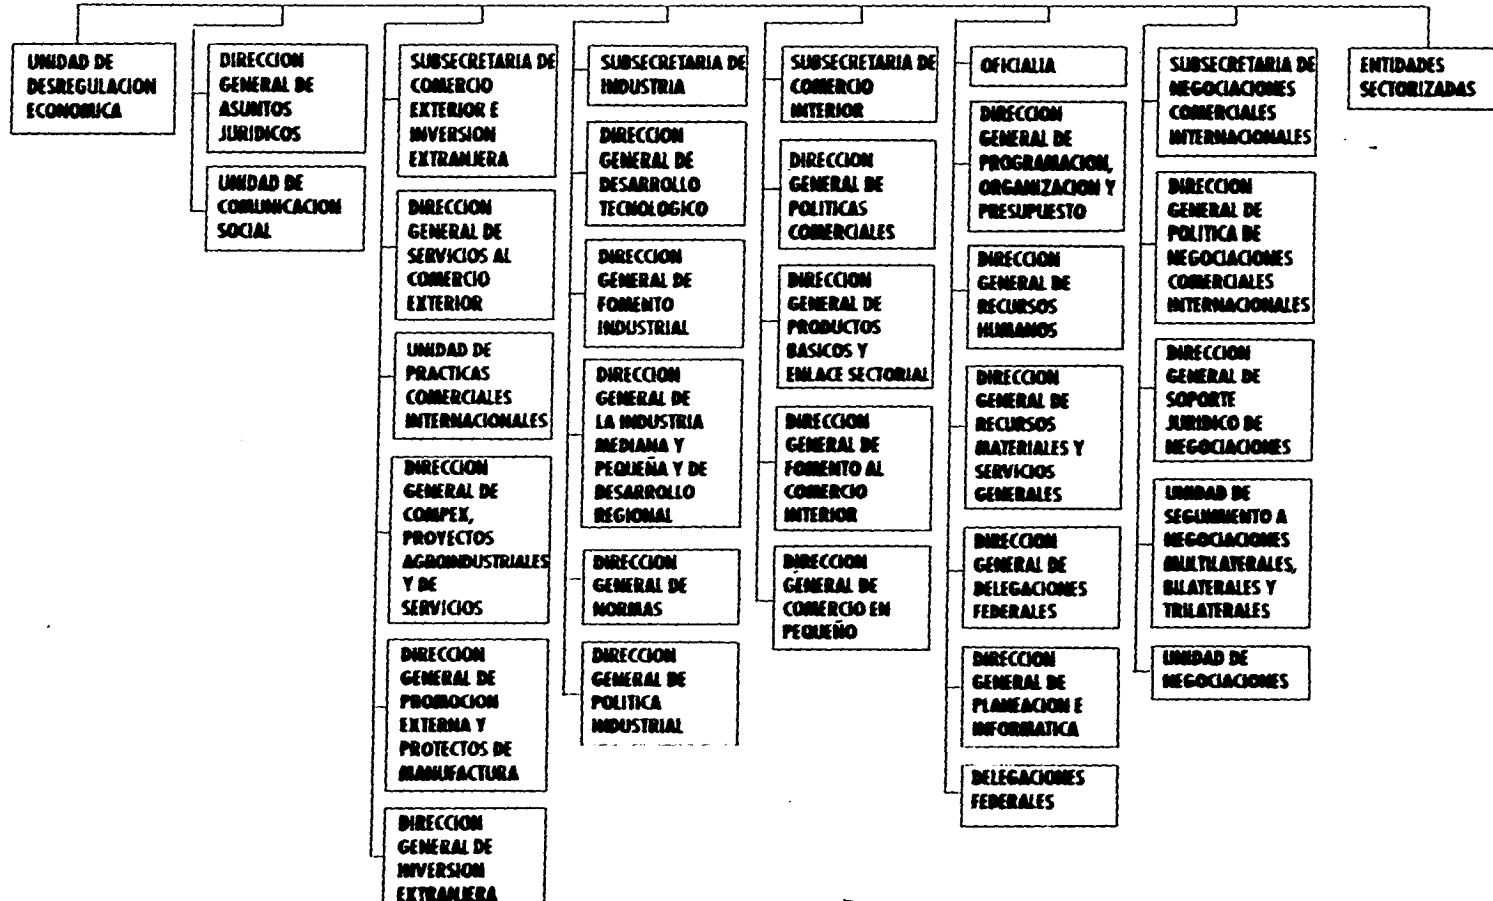 UNIDAD DE
DESREGULACION
ECONOMICA
DIRECCION
GENERAL DE
ASUNTOS
JURIDICOS
UNIDAD DE
COMUNICACION
SOCIAL
SUBSECRETARIA DE
COMERCIO
EXTERIOR E
INVERSION
EXTRANJERA
DIRECCION
GENERAL DE
SERVICIOS AL
COMERCIO
EXTERIOR
UNIDAD DE
PRACTICAS
COMERCIALES
INTERNACIONALES
DIRECCION
GENERAL DE
COMPEX,
PROYECTOS
AGROINDUSTRIALES
Y DE
SERVICIOS
DIRECCION
GENERAL DE
PROMOCION
EXTERNA Y
PROTECTOS DE
MANUFACTURA
DIRECCION
GENERAL DE
INVERSION
EXTRANJERA
SUBSECRETARIA DE
INDUSTRIA
DIRECCION
GENERAL DE
DESARROLLO
TECNOLOGICO
DIRECCION
GENERAL DE
FOMENTO
INDUSTRIAL
DIRECCION
GENERAL DE
LA INDUSTRIA
MEDIANA Y
PEQUEÑA Y DE
DESARROLLO
REGIONAL
DIRECCION
GENERAL DE
NORMAS
DIRECCION
GENERAL DE
POLITICA
INDUSTRIAL
SUBSECRETARIA DE
COMERCIO
INTERIOR
DIRECCION
GENERAL DE
POLITICAS
COMERCIALES
DIRECCION
GENERAL DE
PRODUCTOS
BASICOS Y
ENLACE SECTORIAL
DIRECCION
GENERAL DE
FOMENTO AL
COMERCIO
INTERIOR
DIRECCION
GENERAL DE
COMERCIO EN
PEQUEÑO
OFICIALIA
DIRECCION
GENERAL DE
PROGRAMACION,
ORGANIZACION Y
PRESUPUESTO
DIRECCION
GENERAL DE
RECURSOS
HUMANOS
DIRECCION
GENERAL DE
RECURSOS
MATERIALES Y
SERVICIOS
GENERALES
DIRECCION
GENERAL DE
DELEGACIONES
FEDERALES
DIRECCION
GENERAL DE
PLANEACION E
INFORMATICA
DELEGACIONES
FEDERALES
SUBSECRETARIA DE
NEGOCIACIONES
COMERCIALES
INTERNACIONALES
DIRECCION
GENERAL DE
POLITICA DE
NEGOCIACIONES
COMERCIALES
INTERNACIONALES
DIRECCION
GENERAL DE
SOPORTE
JURIDICO DE
NEGOCIACIONES
UNIDAD DE
SEGUIMIENTO A
NEGOCIACIONES
MULTILATERALES,
BILATERALES Y
TRILATERALES
UNIDAD DE
NEGOCIACIONES
ENTIDADES
SECTORIZADAS